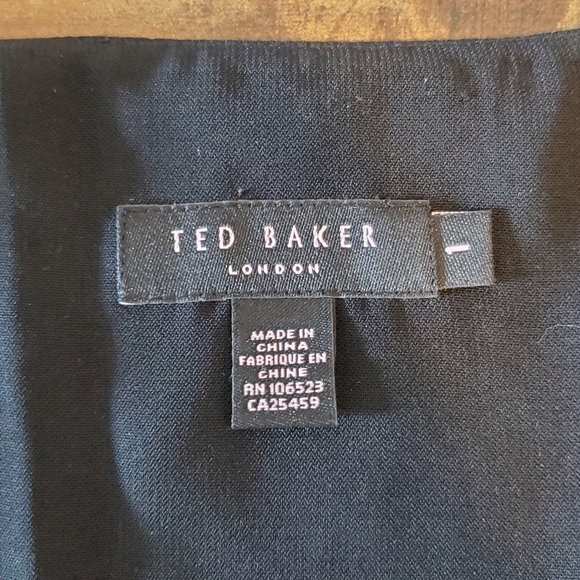 TED BAKER
LONDON
1
MADE IN
CHINA
FABRIQUE EN
CHINE
RN 106523
CA25459